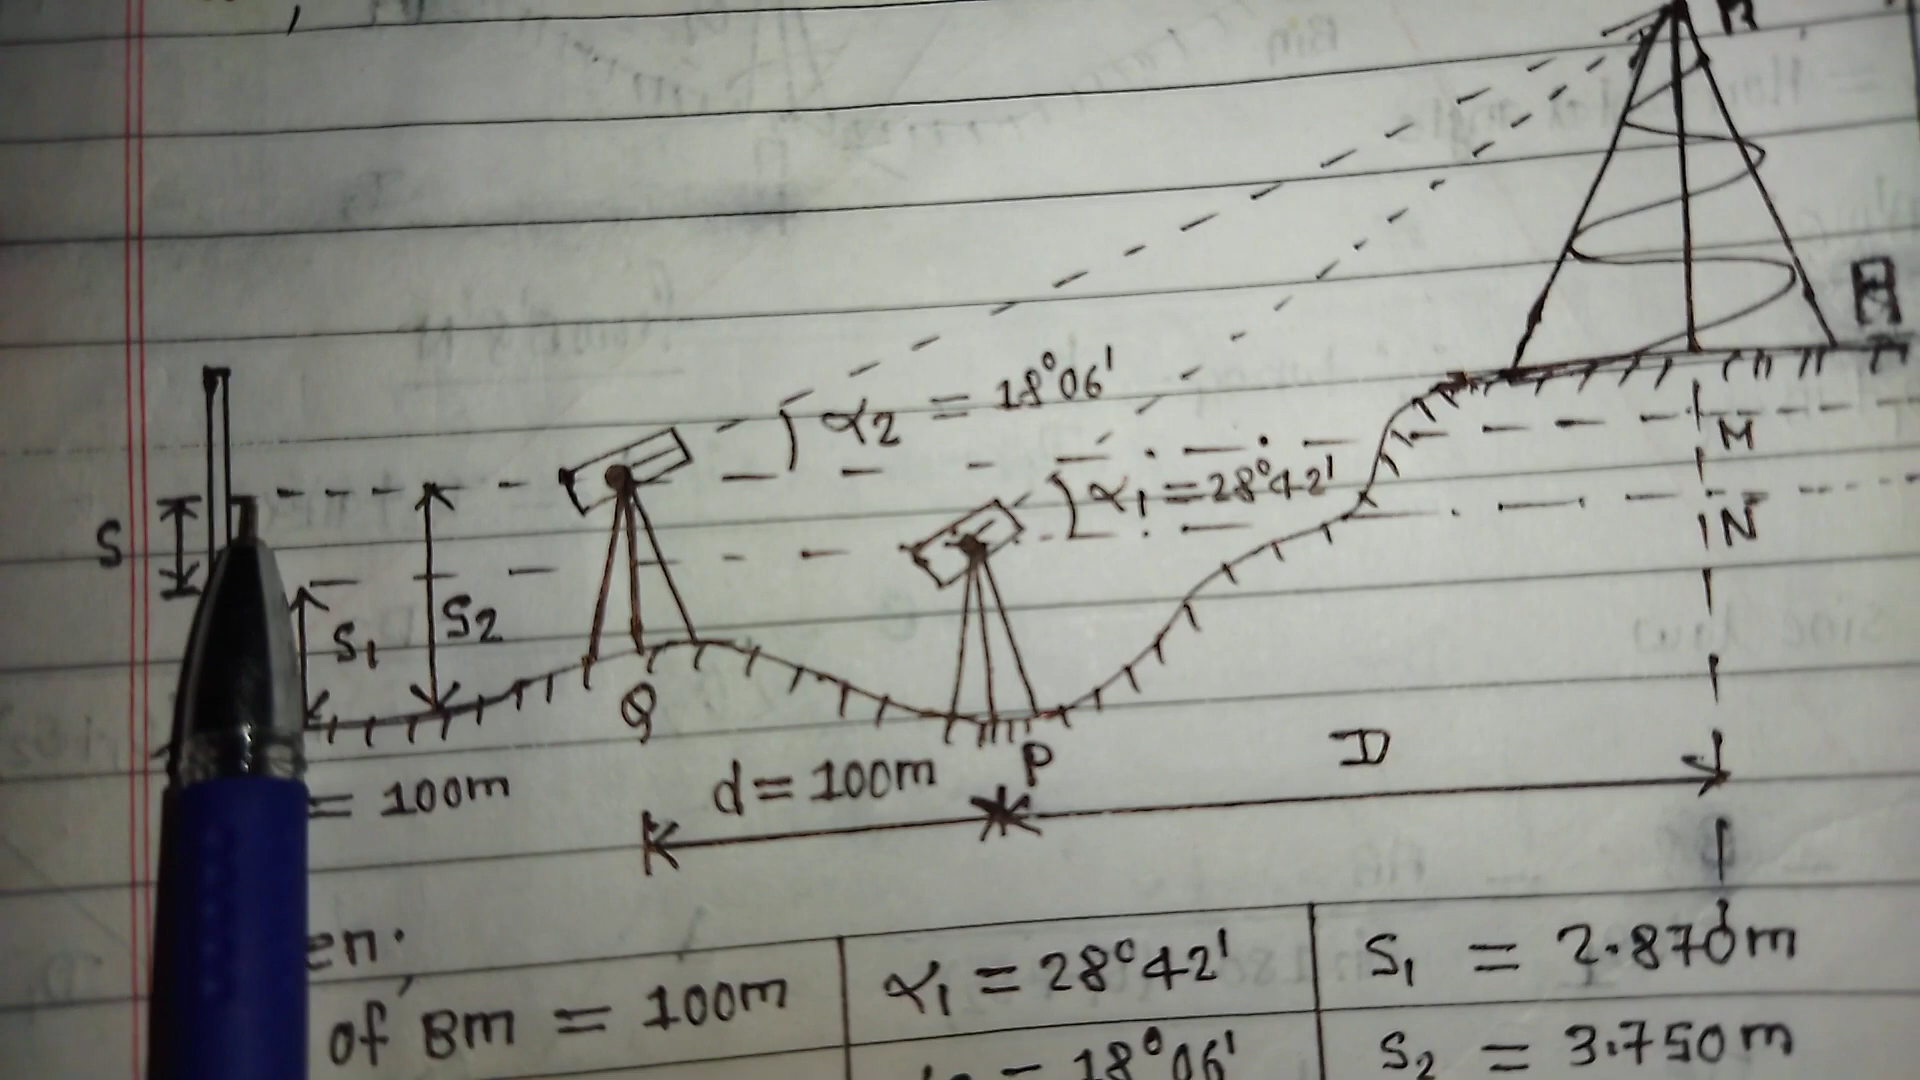 R
α2 = 18°06'
M
α1 = 28°42'
N
S
S1
S2
Q
P
D
= 100m
d = 100m
en:
of BM = 100m
α1 = 28°42'
S1 = 2.870m
= 18°06'
S2 = 3.750m